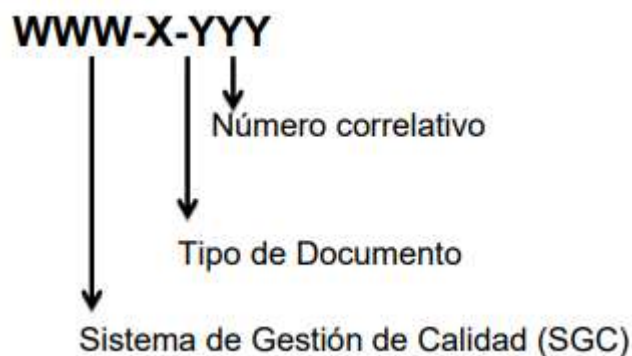 WWW-X-YYY
Número correlativo
Tipo de Documento
Sistema de Gestión de Calidad (SGC)